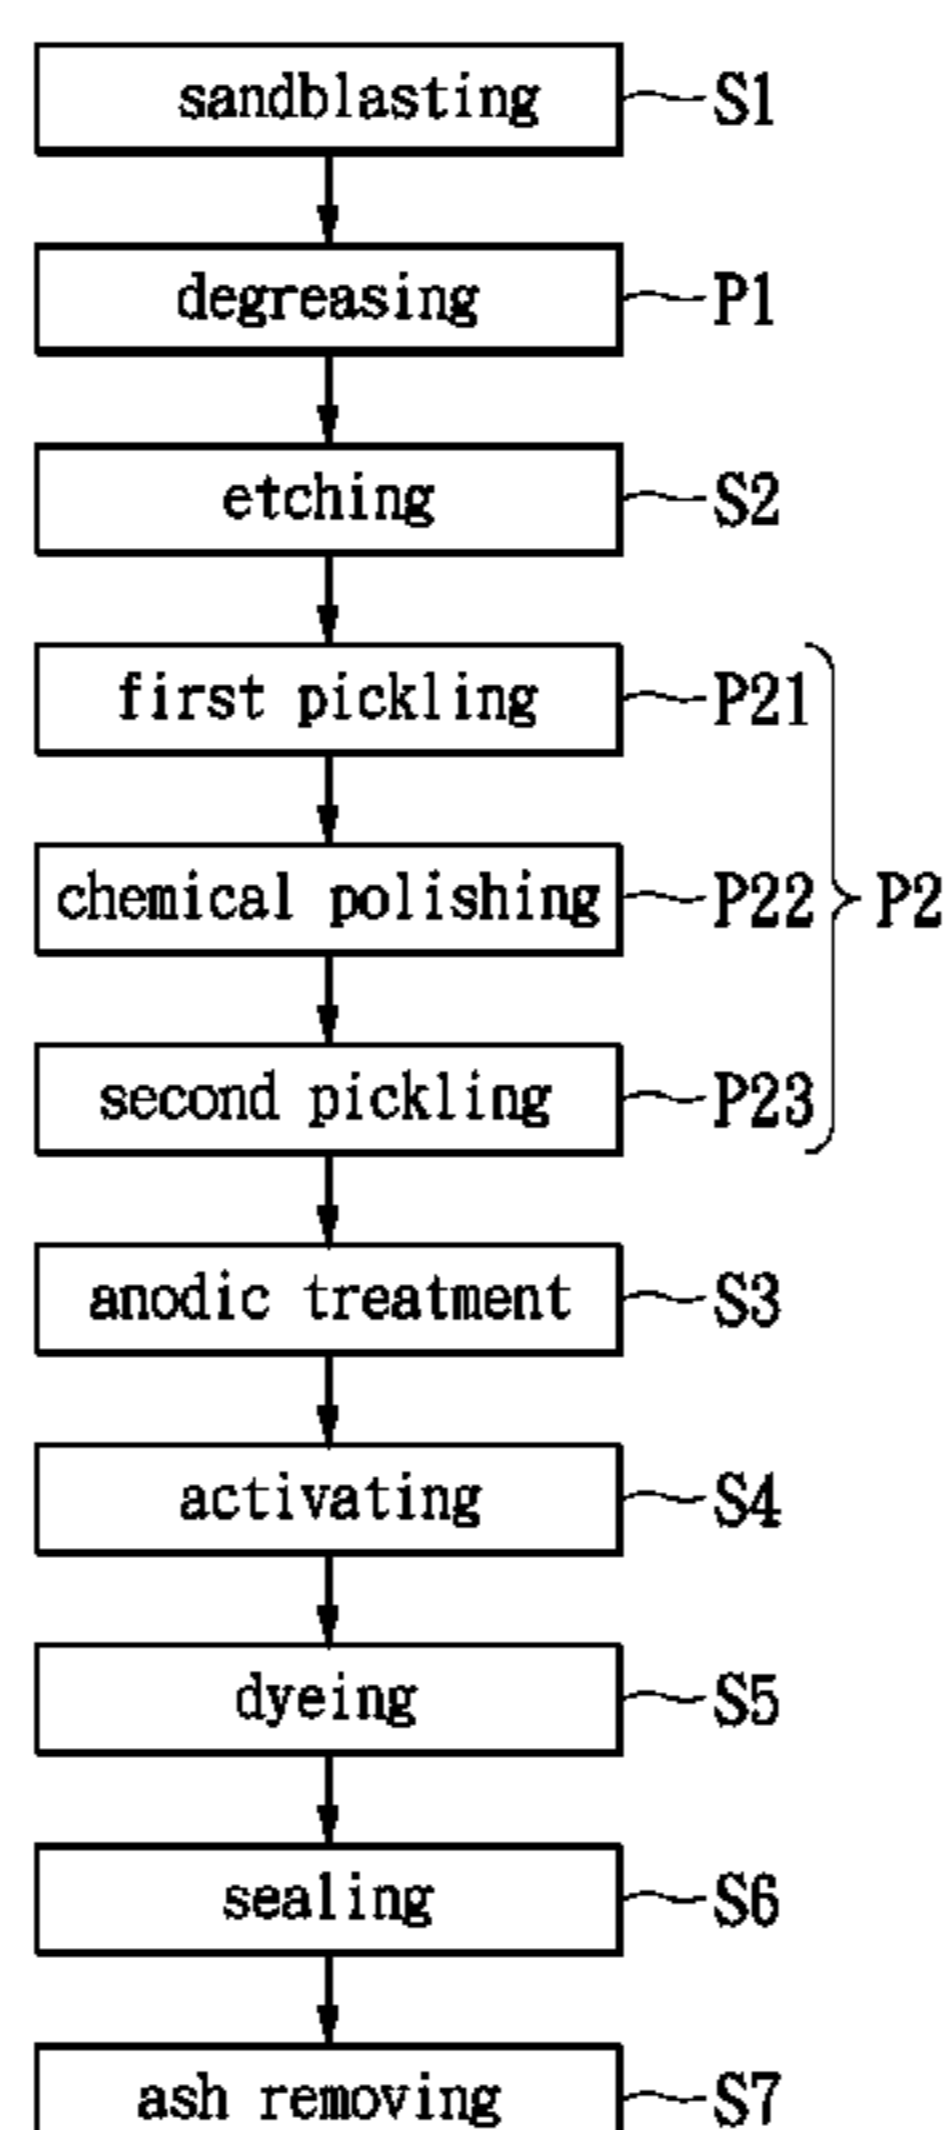 sandblasting S1
degreasing P1
etching S2
first pickling P21
chemical polishing P22 P2
second pickling P23
anodic treatment S3
activating S4
dyeing S5
sealing S6
ash removing S7